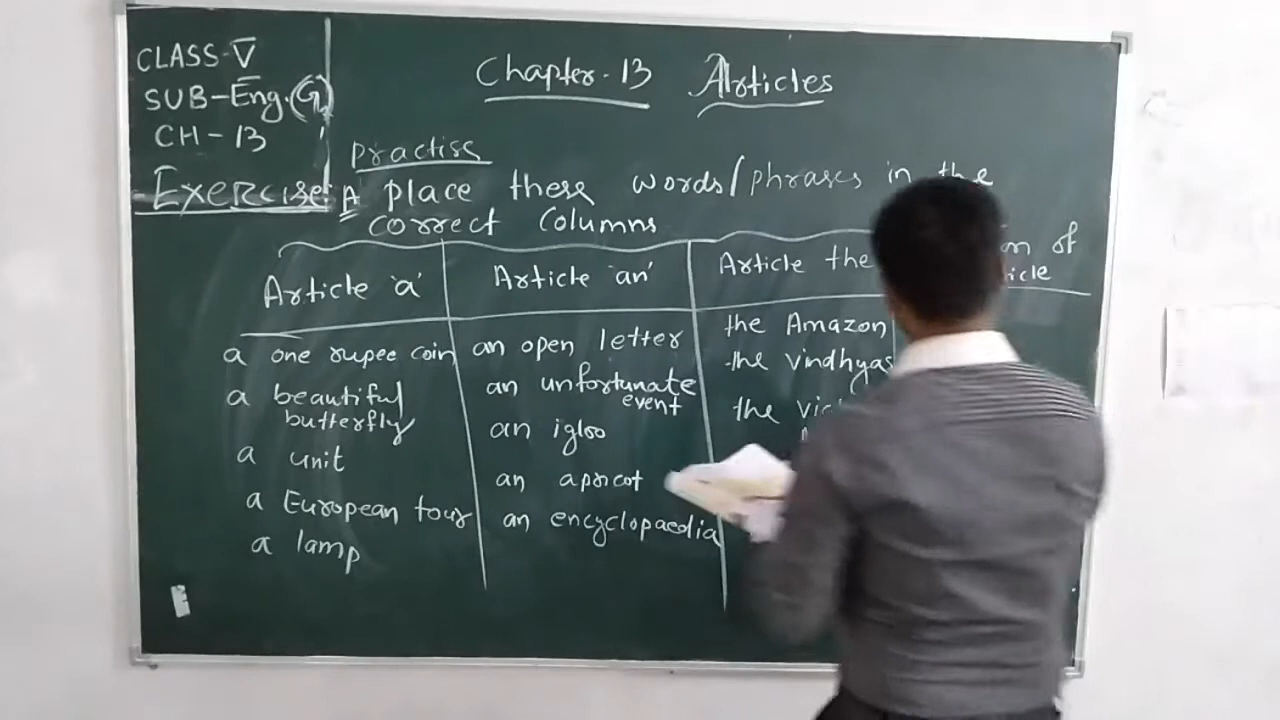 CLASS-V
SUB-Eng.(G)
CH-13
Chapter-13 Articles
Practise
Exercise: A place these words/phrases in the
correct columns
Article 'a'
a one rupee coin
a beautiful
butterfly
a unit
a European tour
a lamp
Article 'an'
an open letter
an unfortunate
event
an igloo
an apricot
an encyclopaedia
Article the
the Amazon
the vindhyas
the
of